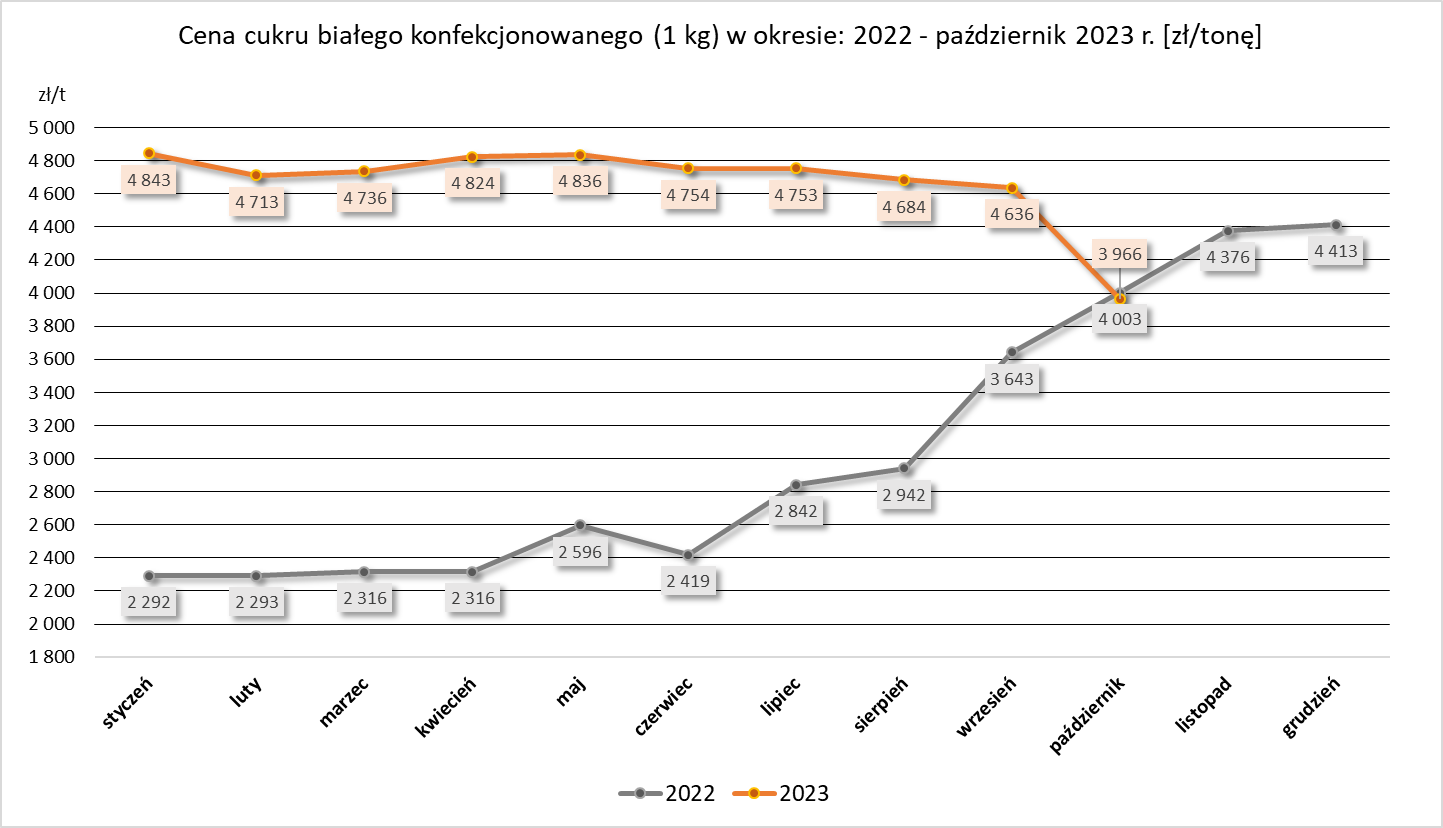 Cena cukru białego konfekcjonowanego (1 kg) w okresie: 2022 - październik 2023 r. [zł/tonę]
zł/t
5 000
4 800
4 600
4 400
4 200
4 000
3 800
3 600
3 400
3 200
3 000
2 800
2 600
2 400
2 200
2 000
1 800
4 843
4 713
4 736
4 824
4 836
4 754
4 753
4 684
4 636
3 966
2 292
2 293
2 316
2 316
2 596
2 419
2 842
2 942
3 643
4 003
4 376
4 413
styczeń
luty
marzec
kwiecień
maj
czerwiec
lipiec
sierpień
wrzesień
październik
listopad
grudzień
2022
2023